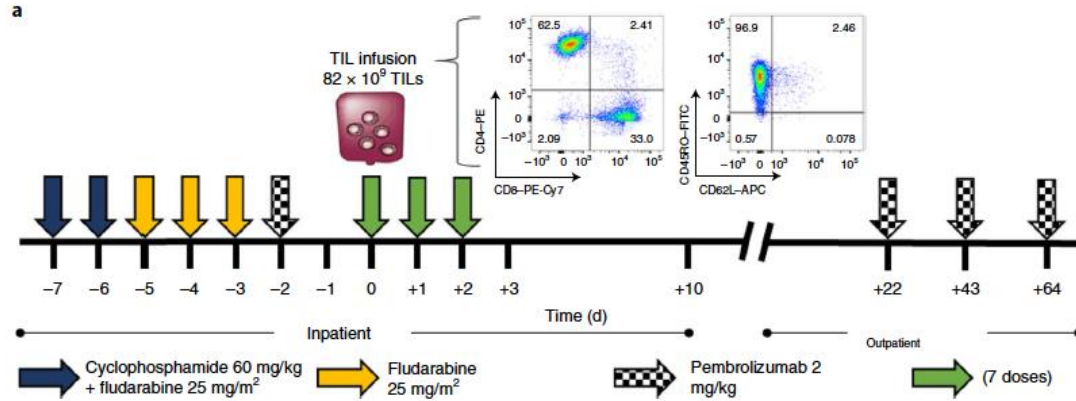 a
TIL infusion
82 × 10⁹ TILs
62.5 2.41
2.09 33.0
10⁵
10⁴
10³
0
−10³
CD4–PE
−10³ 0 10³ 10⁴ 10⁵
CD8–PE-Cy7
96.9 2.46
0.57 0.078
10⁵
10⁴
10³
0
−10³
CD45RO–FITC
−10³ 0 10³ 10⁴ 10⁵
CD62L–APC
−7 −6 −5 −4 −3 −2 −1 0 +1 +2 +3 +10 +22 +43 +64
Time (d)
Inpatient
Outpatient
Cyclophosphamide 60 mg/kg
+ fludarabine 25 mg/m²
Fludarabine
25 mg/m²
Pembrolizumab 2
mg/kg
(7 doses)